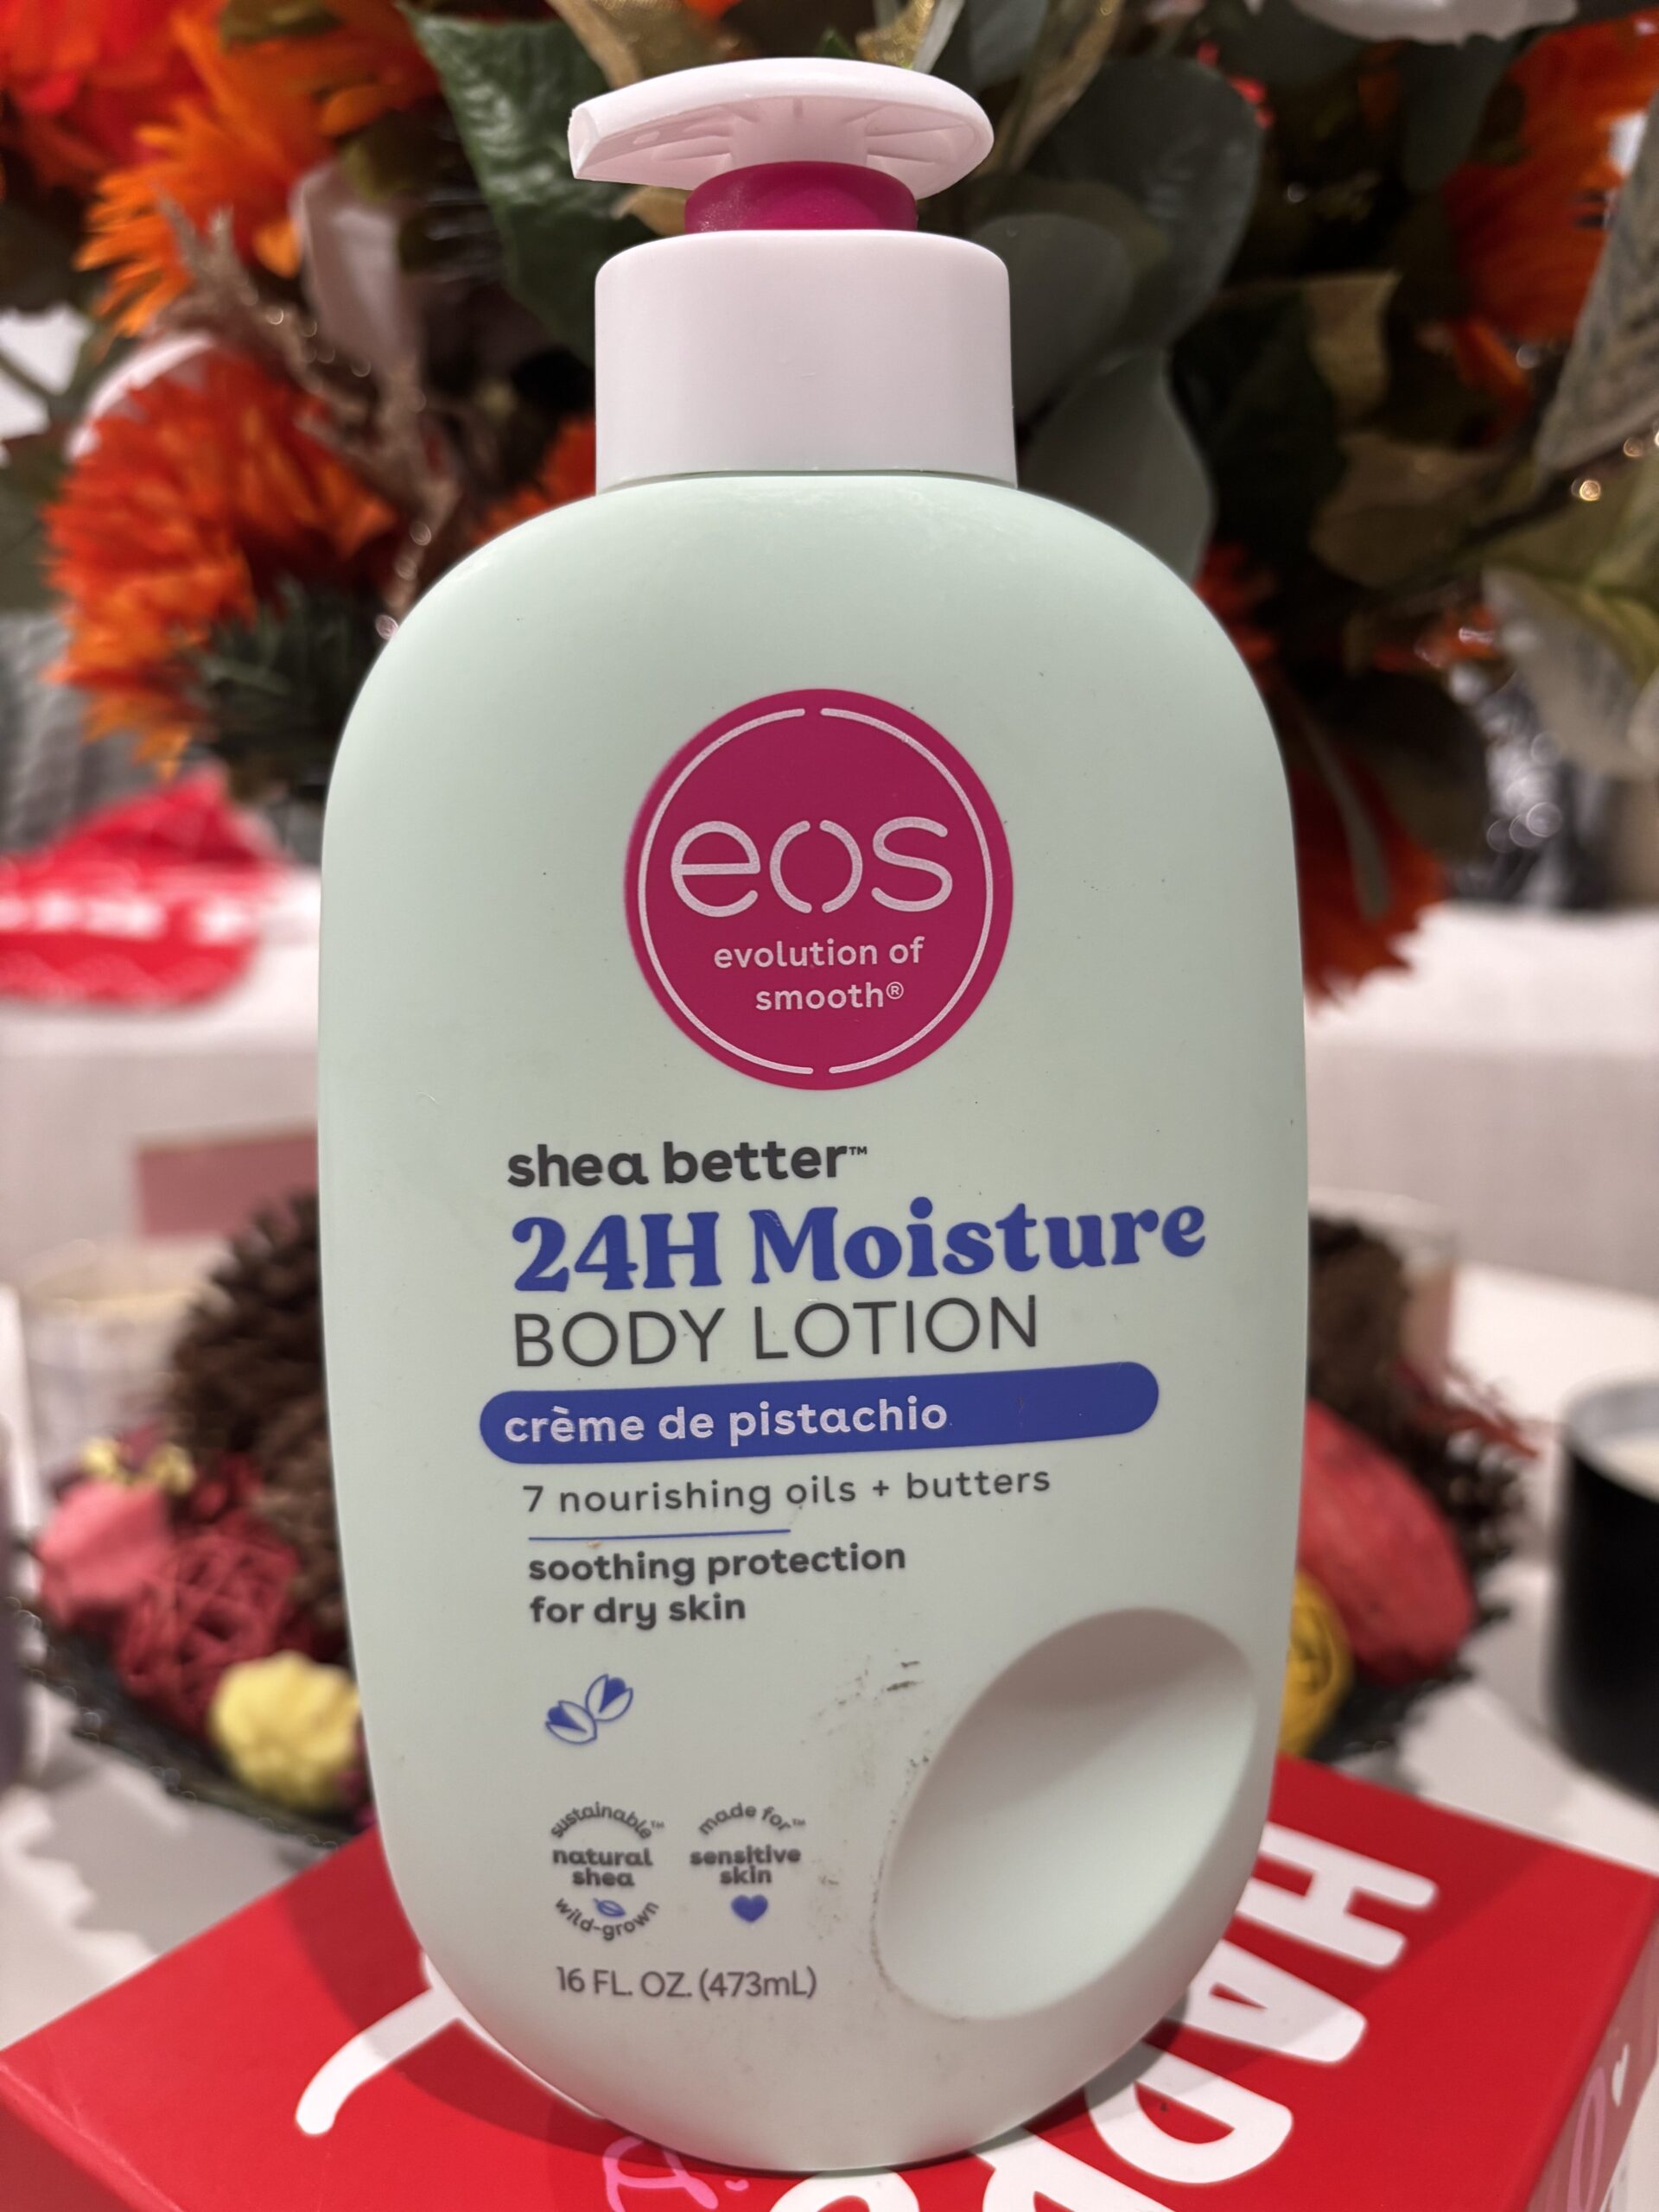 eos
evolution of
smooth®
shea better™
24H Moisture
BODY LOTION
crème de pistachio
7 nourishing oils + butters
soothing protection
for dry skin
sustainable™
natural
shea
wild-grown
made for™
sensitive
skin
16 FL. OZ. (473mL)